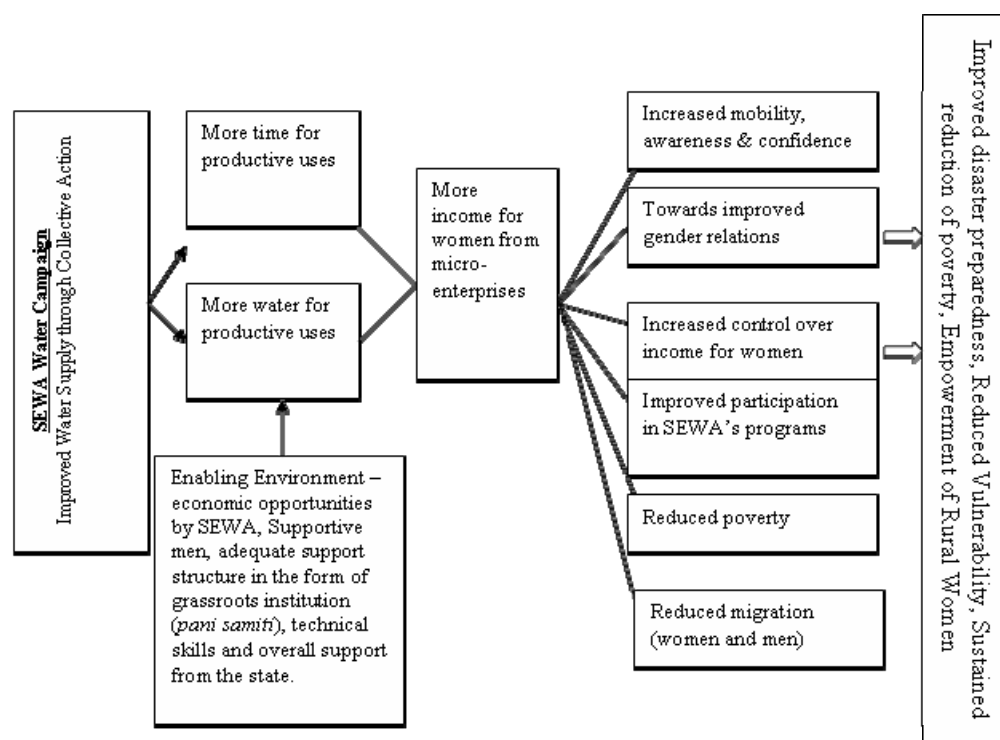 SEWA Water Campaign
Improved Water Supply through Collective Action
More time for
productive uses
More water for
productive uses
Enabling Environment –
economic opportunities
by SEWA, Supportive
men, adequate support
structure in the form of
grassroots institution
(pani samiti), technical
skills and overall support
from the state.
More
income for
women from
micro-
enterprises
Increased mobility,
awareness & confidence
Towards improved
gender relations
Increased control over
income for women
Improved participation
in SEWA's programs
Reduced poverty
Reduced migration
(women and men)
Improved disaster preparedness, Reduced Vulnerability, Sustained
reduction of poverty, Empowerment of Rural Women